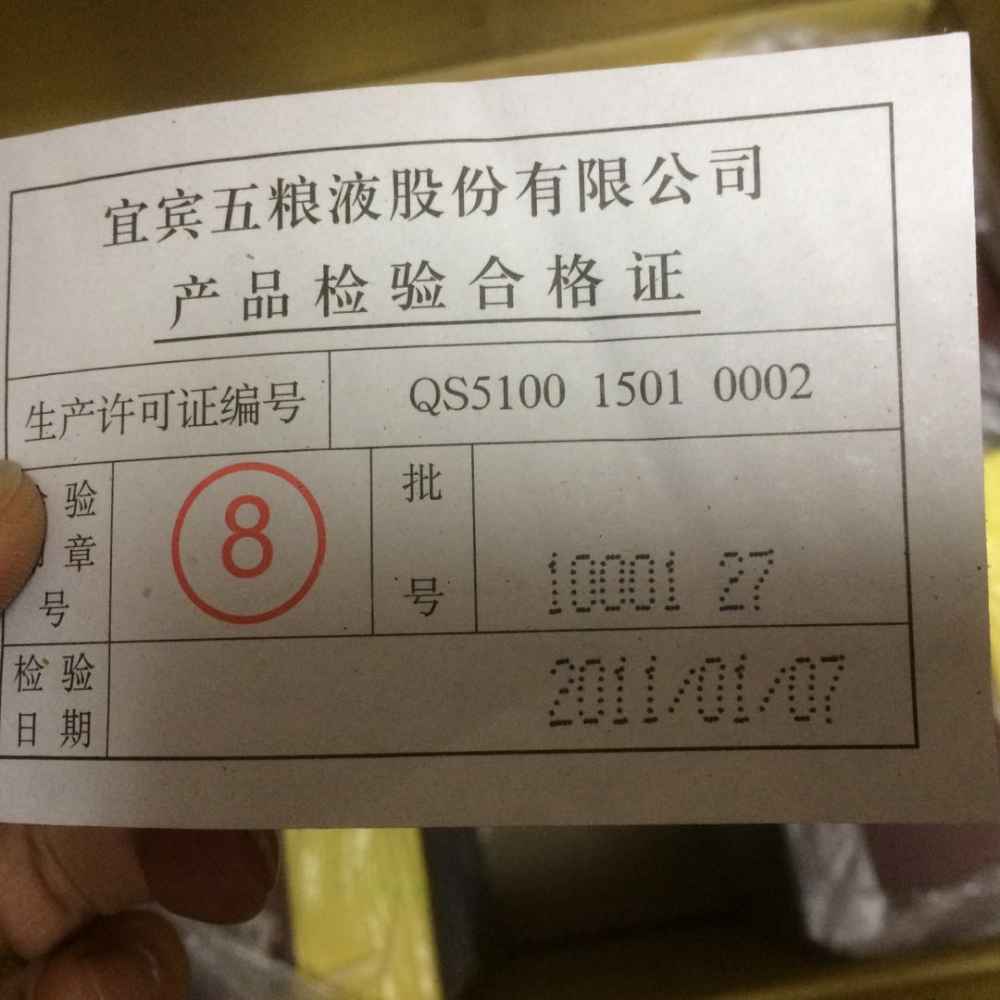 宜宾五粮液股份有限公司
产品检验合格证
生产许可证编号 QS5100 1501 0002
验章号 8 批号 10001 27
检验日期 2011/01/07